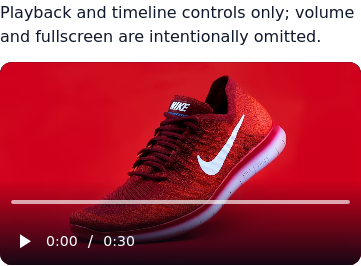 Playback and timeline controls only; volume
and fullscreen are intentionally omitted.
NIKE
0:00 / 0:30